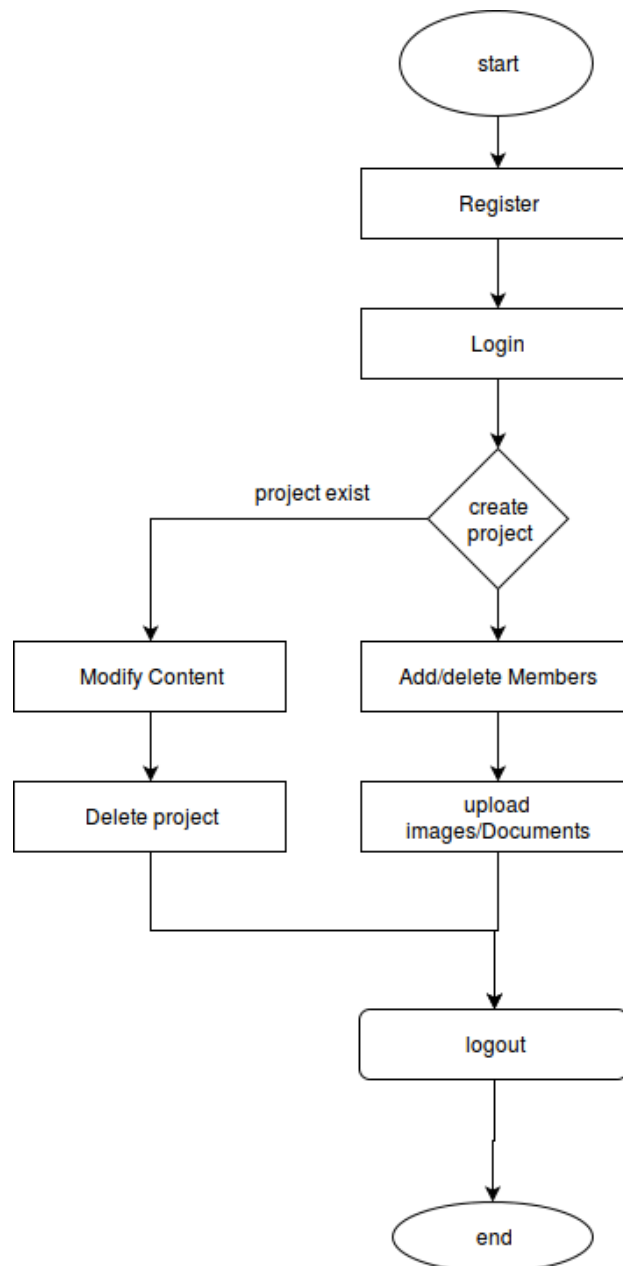 start
Register
Login
project exist
create
project
Modify Content
Add/delete Members
Delete project
upload
images/Documents
logout
end